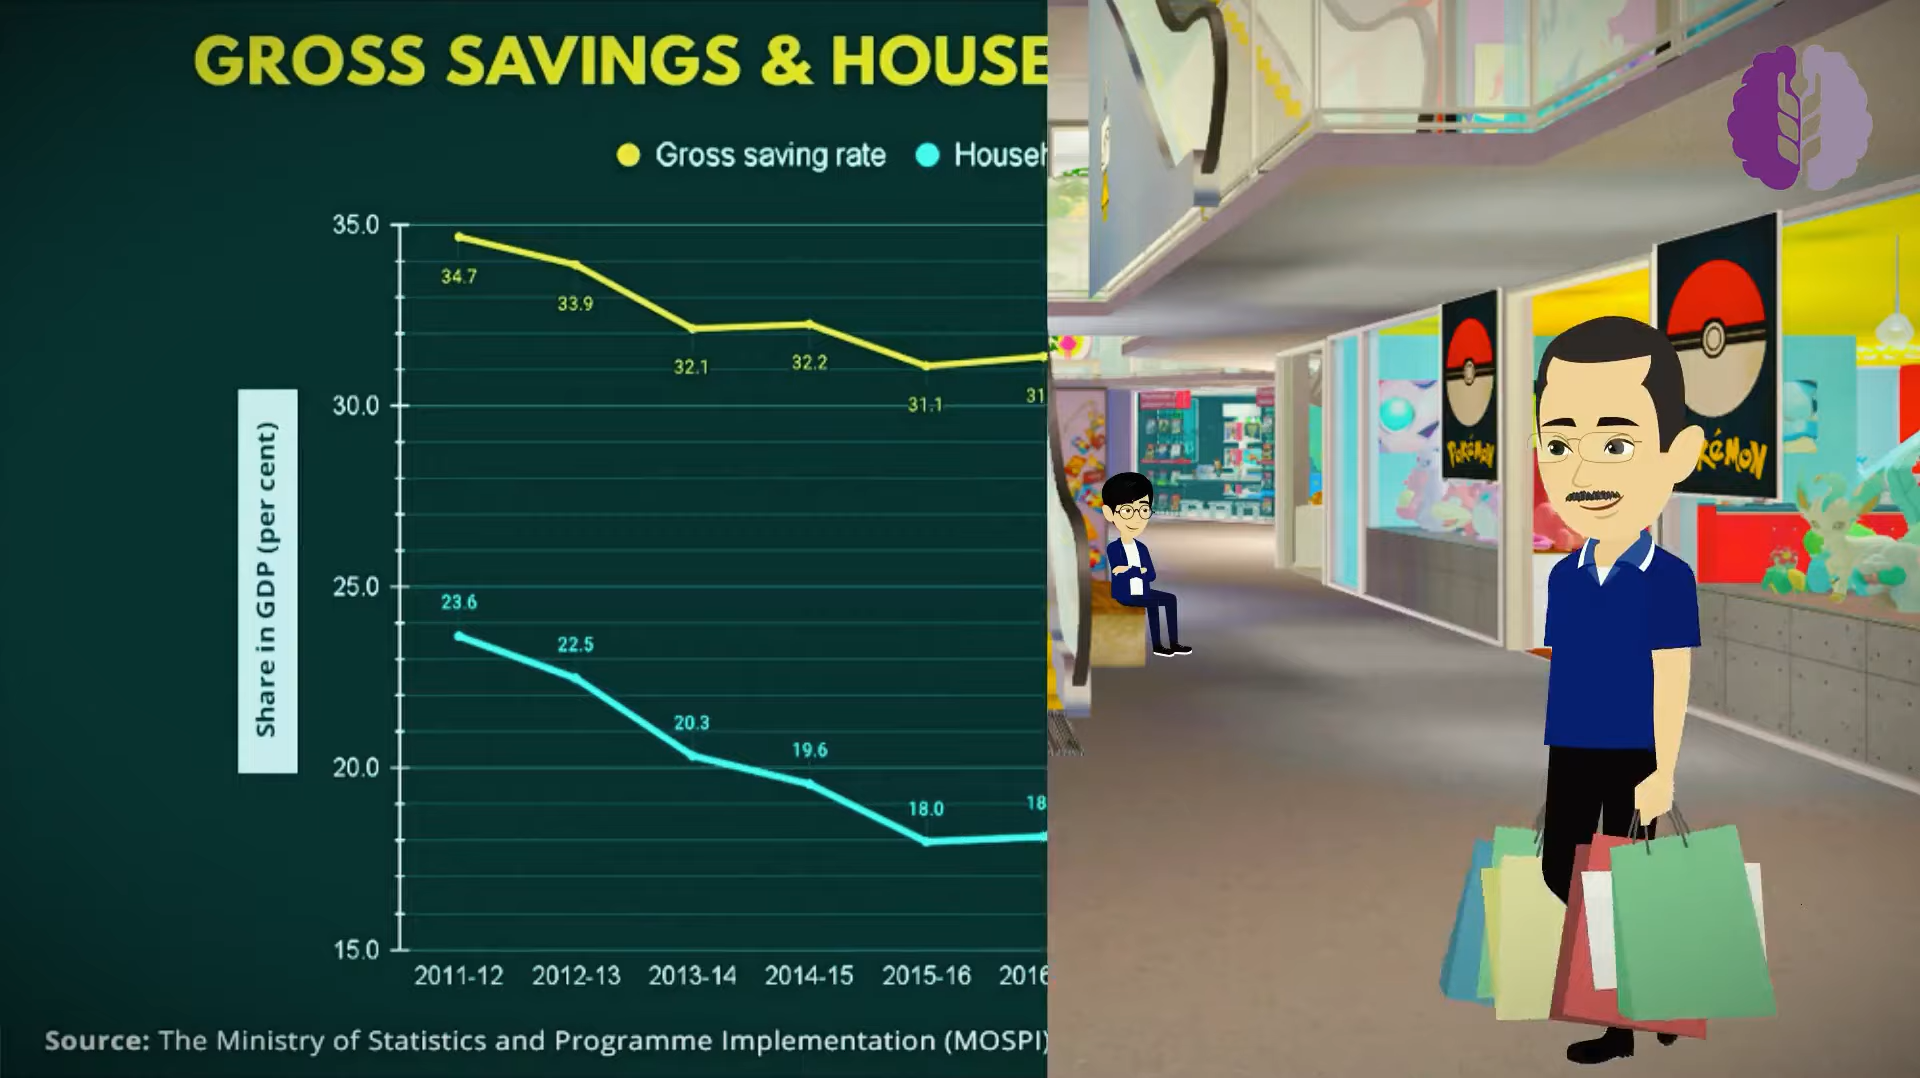 GROSS SAVINGS & HOUSE
Gross saving rate
Househ
35.0
30.0
25.0
20.0
15.0
Share in GDP (per cent)
34.7
33.9
32.1
32.2
31.1
31
23.6
22.5
20.3
19.6
18.0
18
2011-12 2012-13 2013-14 2014-15 2015-16 2016
Source: The Ministry of Statistics and Programme Implementation (MOSPI)
POKéMON
KéMON